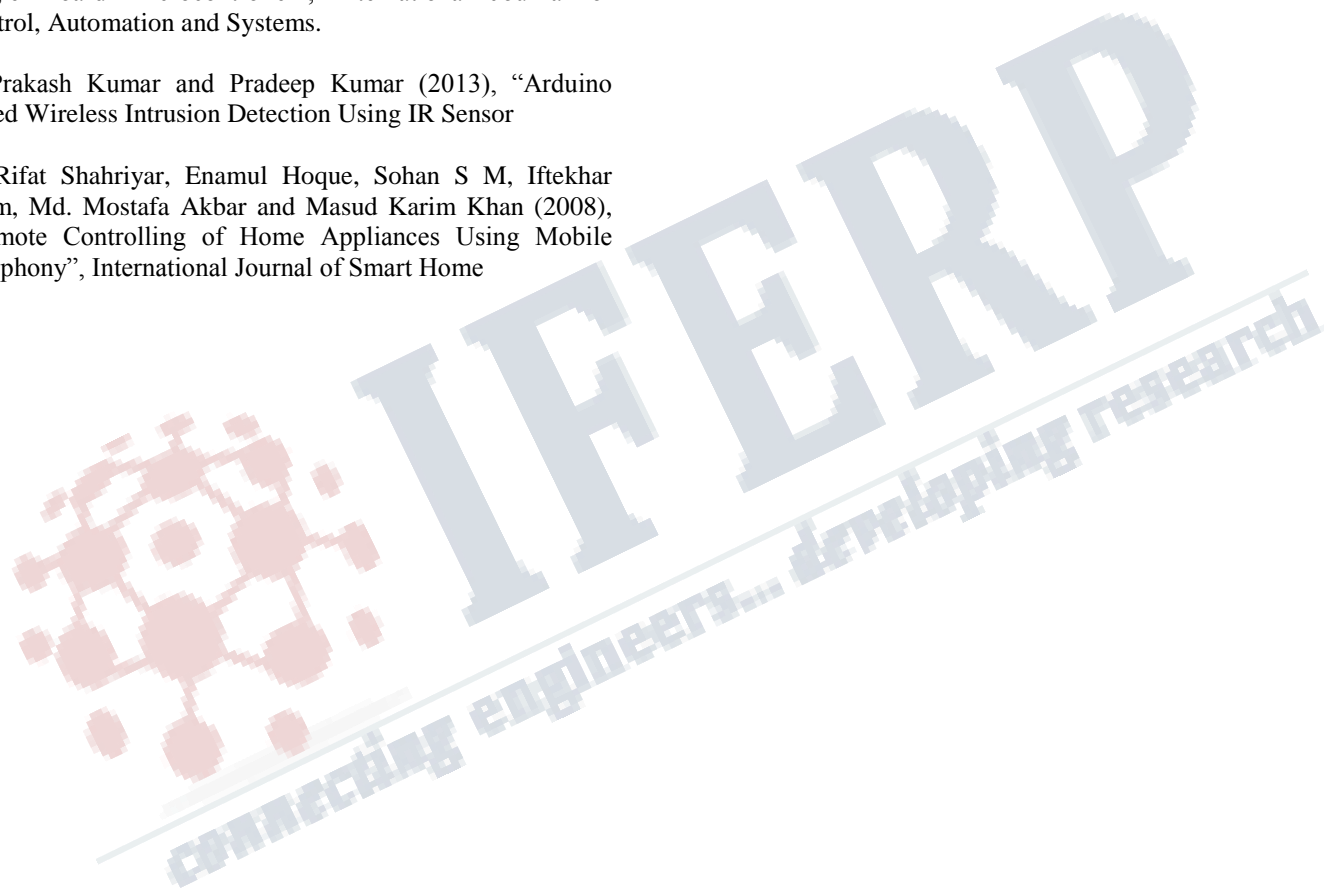 trol, Automation and Systems.
Prakash Kumar and Pradeep Kumar (2013), “Arduino
ed Wireless Intrusion Detection Using IR Sensor
Rifat Shahriyar, Enamul Hoque, Sohan S M, Iftekhar
m, Md. Mostafa Akbar and Masud Karim Khan (2008),
mote Controlling of Home Appliances Using Mobile
phony”, International Journal of Smart Home
IFERP
connecting engineers... developing research